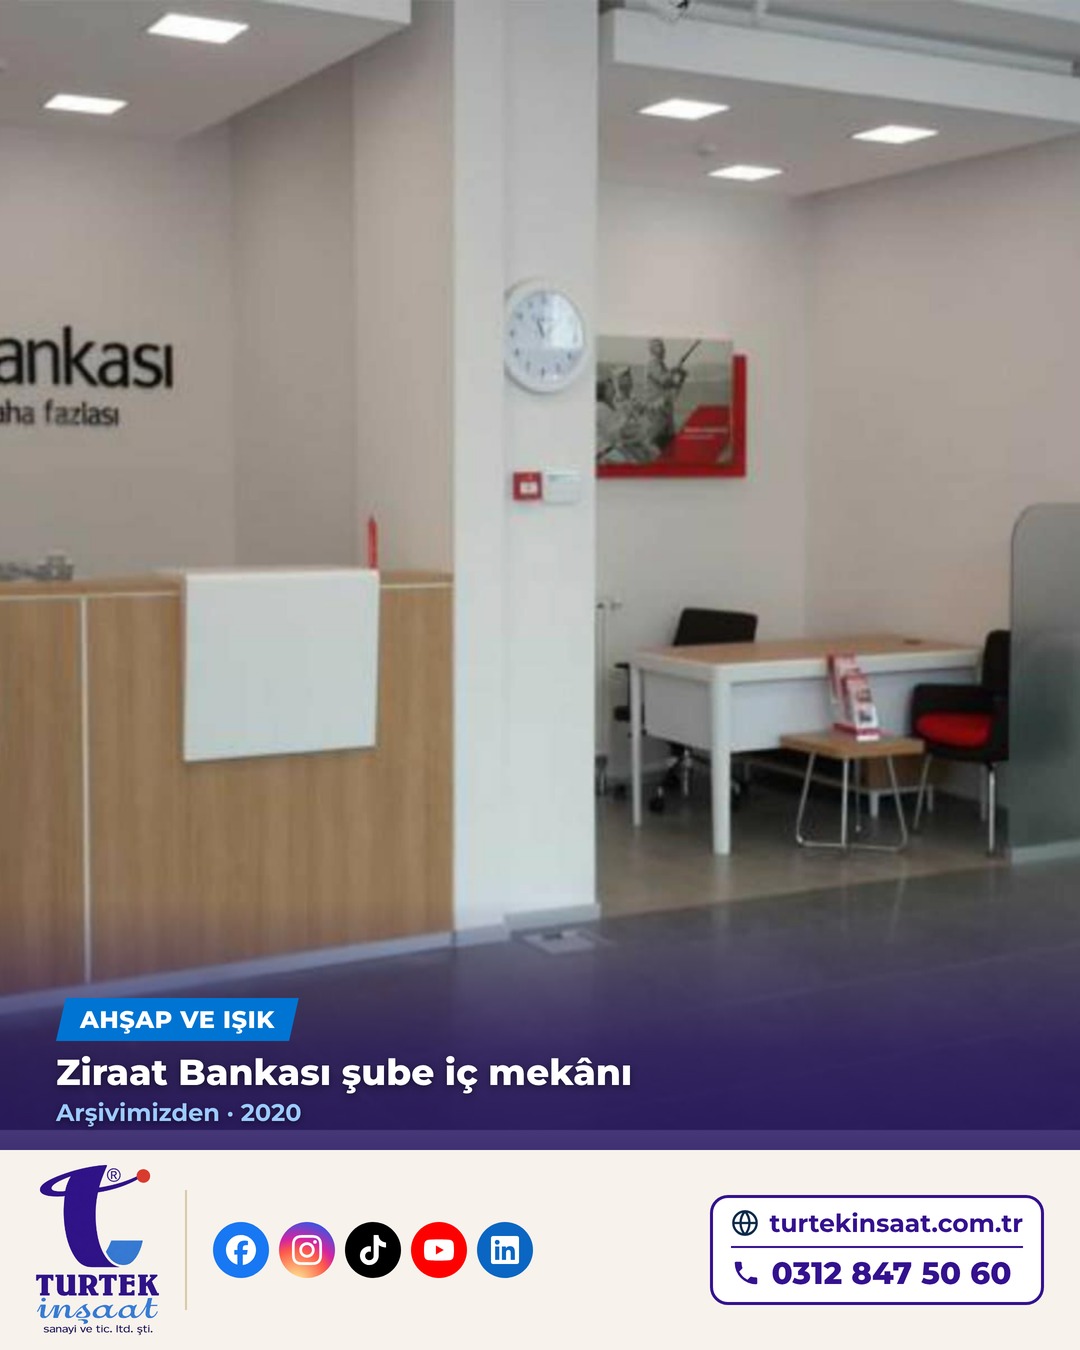 ankası
aha fazlası
AHŞAP VE IŞIK
Ziraat Bankası şube iç mekânı
Arşivimizden · 2020
TURTEK
inşaat
sanayi ve tic. ltd. şti.
turtekinsaat.com.tr
0312 847 50 60